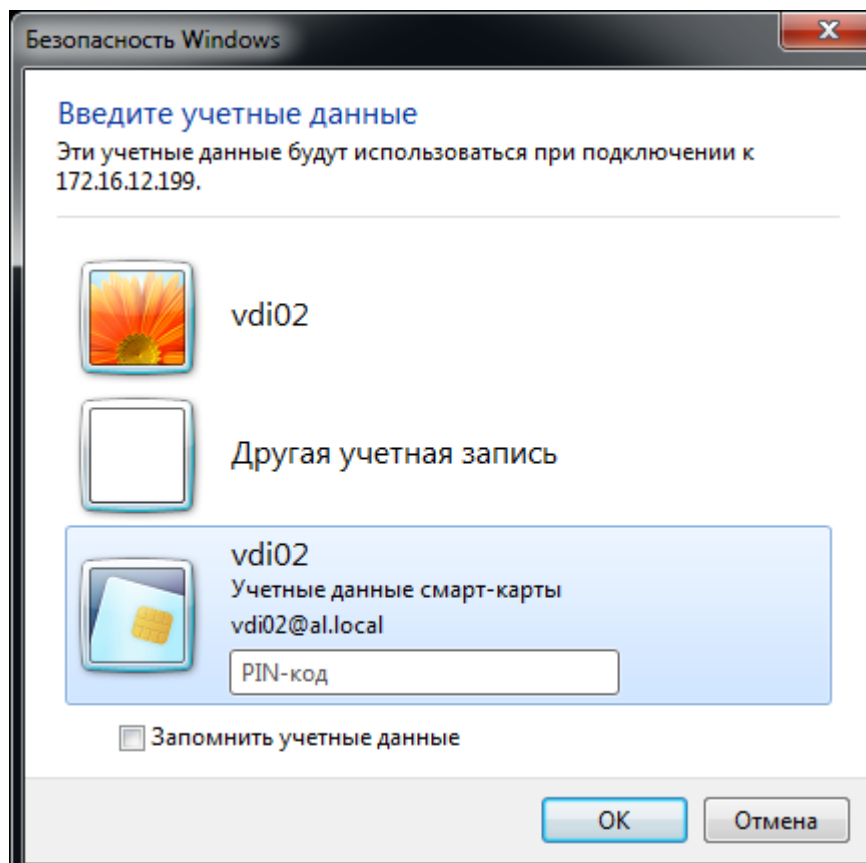 Безопасность Windows
Введите учетные данные
Эти учетные данные будут использоваться при подключении к
172.16.12.199.
vdi02
Другая учетная запись
vdi02
Учетные данные смарт-карты
vdi02@al.local
PIN-код
Запомнить учетные данные
OK
Отмена